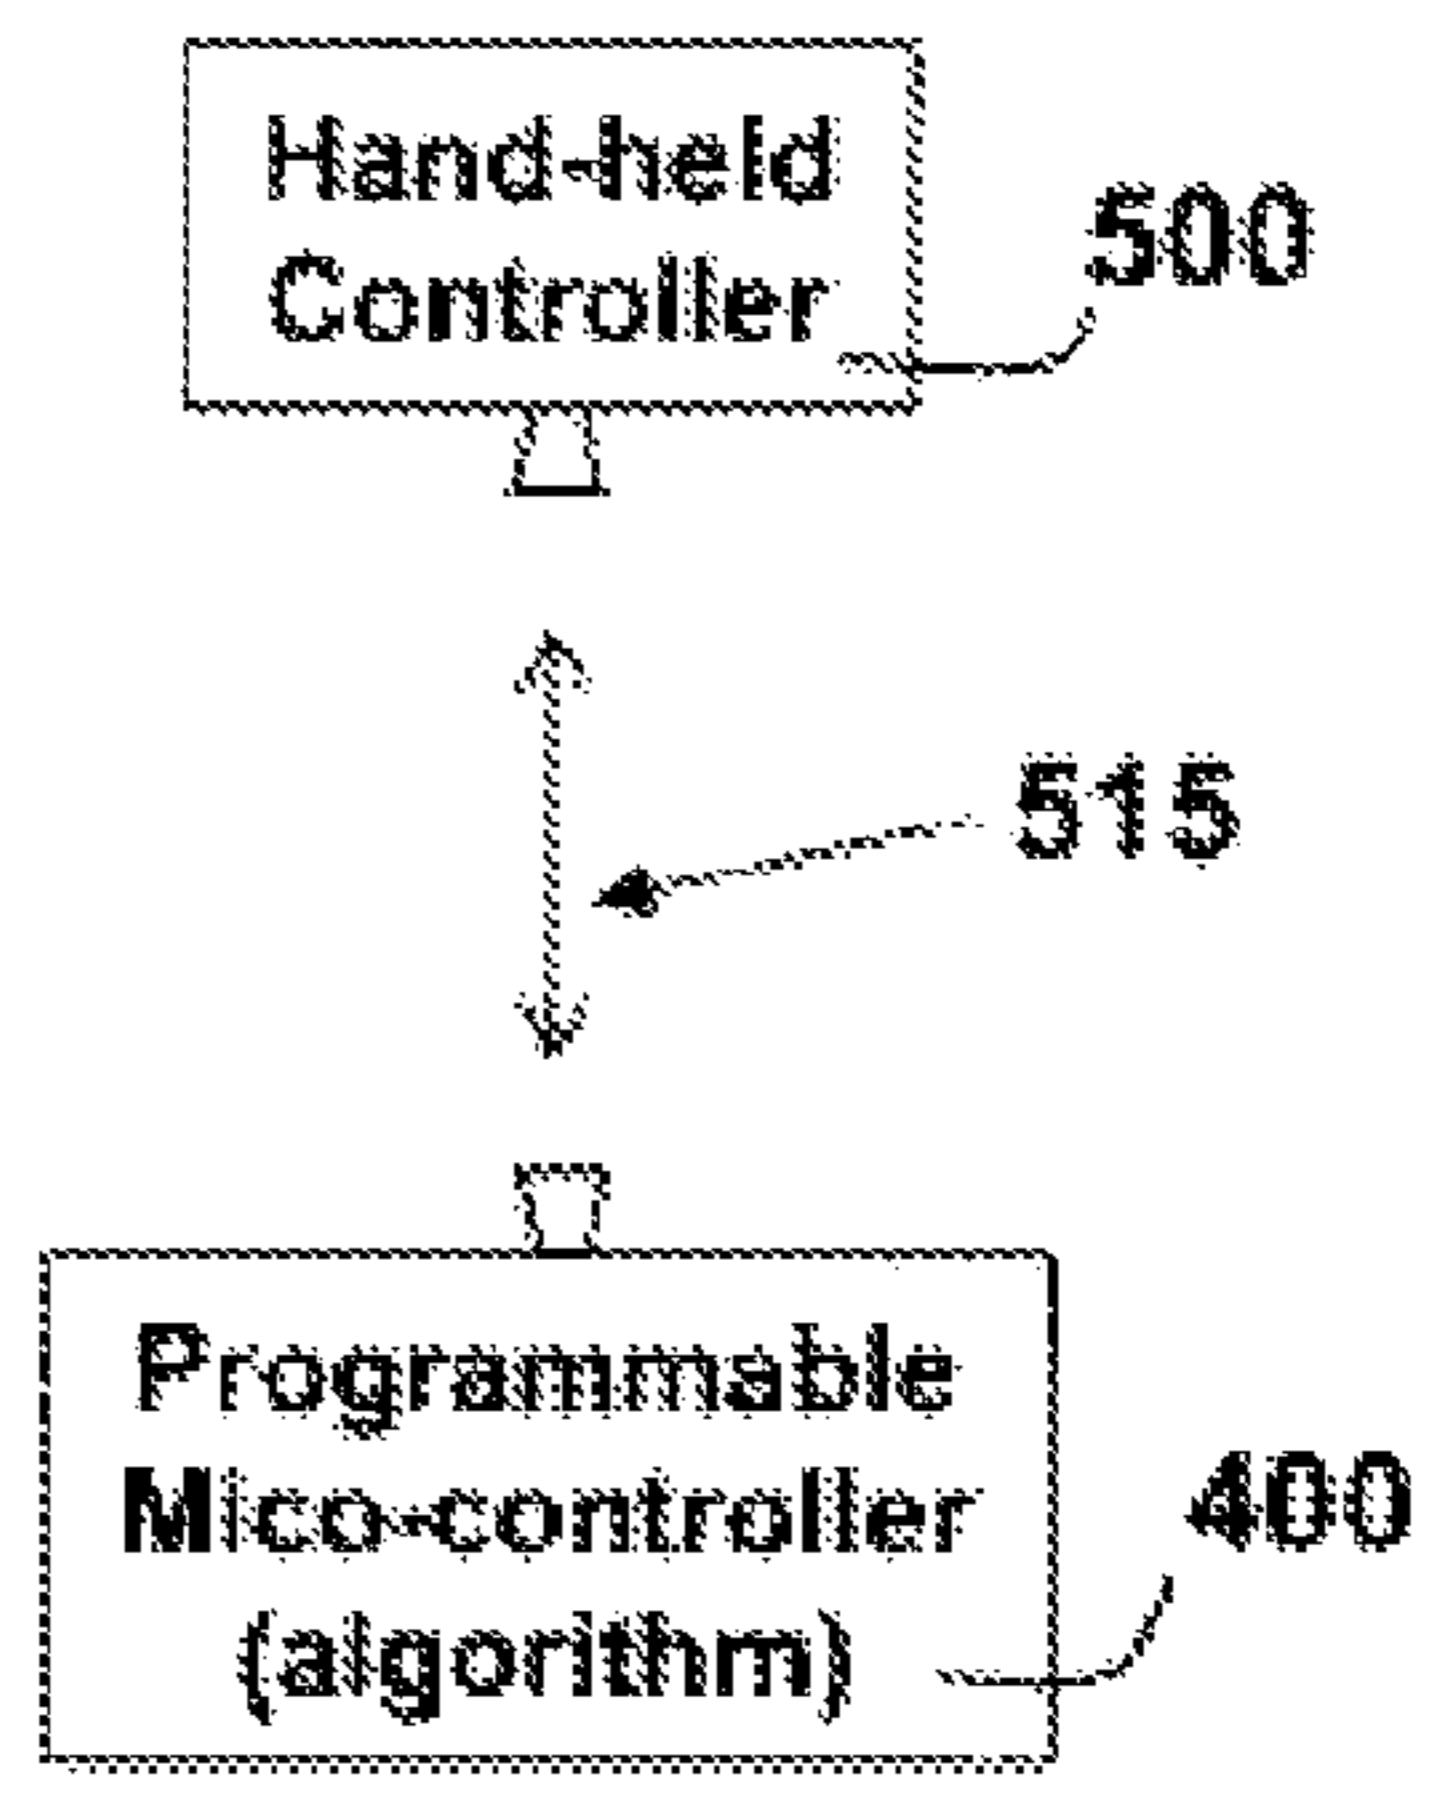 Hand-held
Controller
500
515
Programmable
Mico-controller
(algorithm)
400